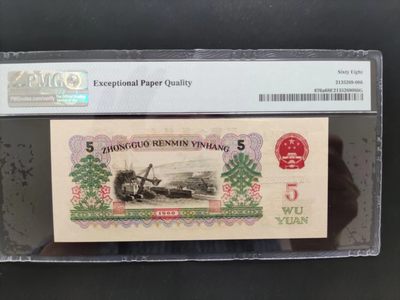 PMG
Exceptional Paper Quality
Sixty Eight
ZHONGGUO RENMIN YINHANG
5
5
5
WU
YUAN
1960